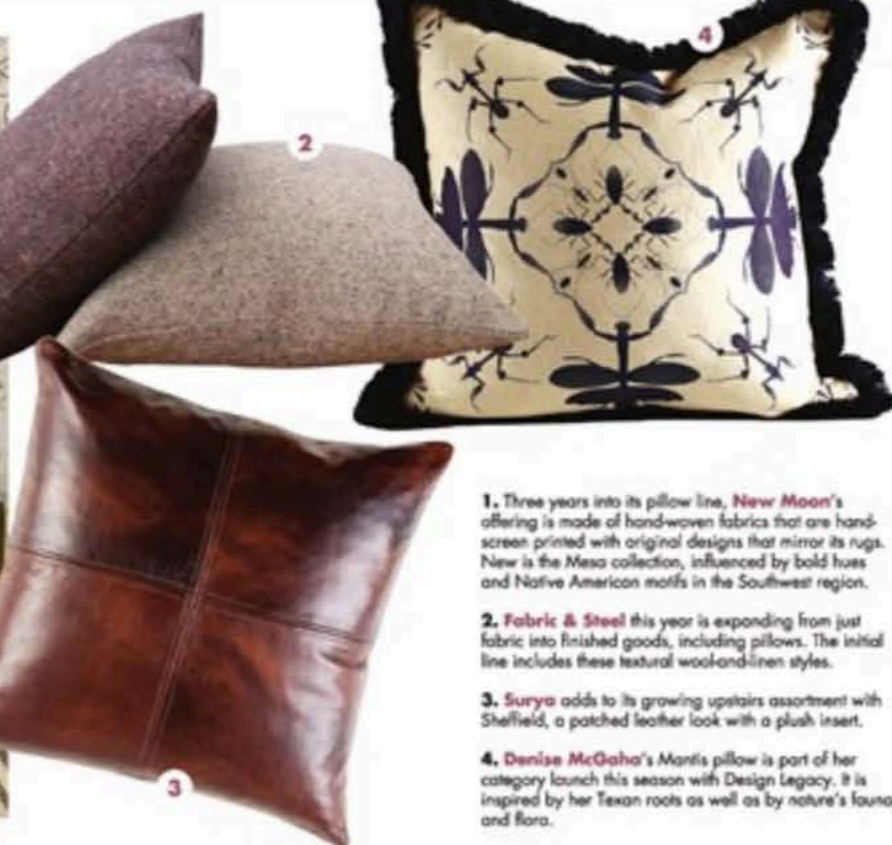 4
2
3
1. Three years into its pillow line, New Moon's
offering is made of hand-woven fabrics that are hand-
screen printed with original designs that mirror its rugs.
New is the Mesa collection, influenced by bold hues
and Native American motifs in the Southwest region.
2. Fabric & Steel this year is expanding from just
fabric into finished goods, including pillows. The initial
line includes these textural wool-and-linen styles.
3. Surya adds to its growing upstairs assortment with
Sheffield, a patched leather look with a plush insert.
4. Denise McGaha's Mantis pillow is part of her
category launch this season with Design Legacy. It is
inspired by her Texan roots as well as by nature's fauna
and flora.